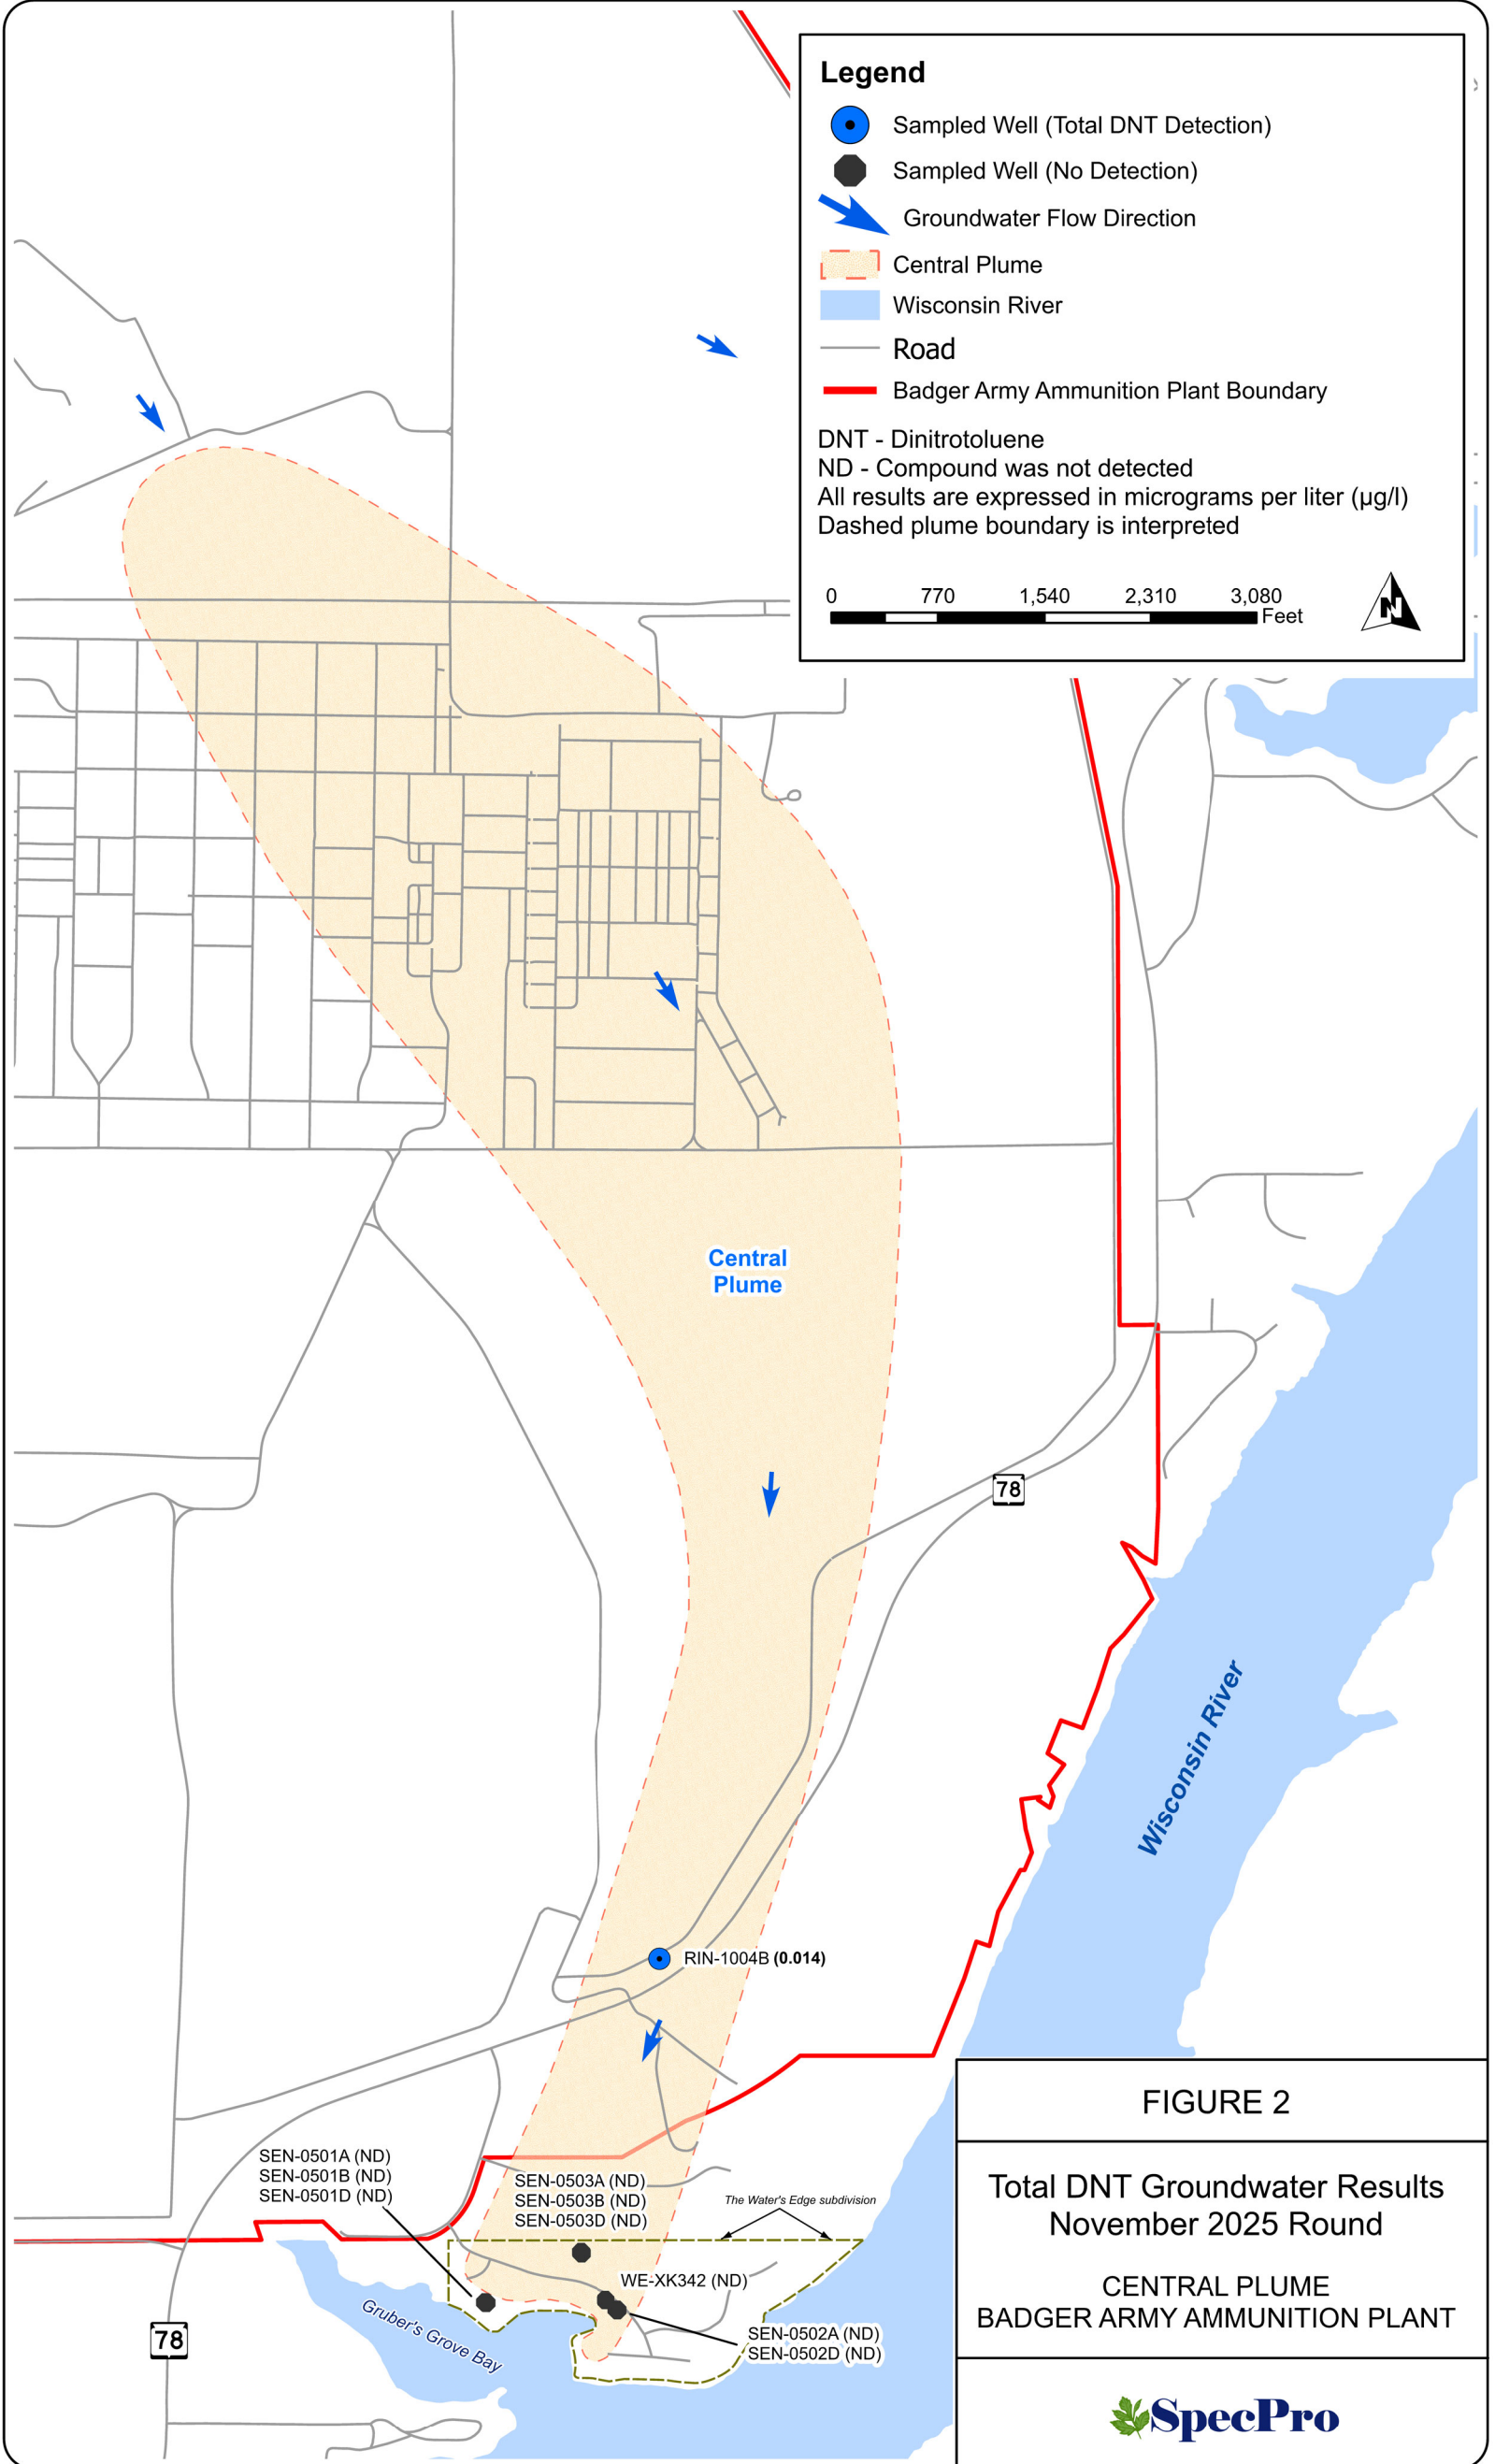 Legend
Sampled Well (Total DNT Detection)
Sampled Well (No Detection)
Groundwater Flow Direction
Central Plume
Wisconsin River
Road
Badger Army Ammunition Plant Boundary
DNT - Dinitrotoluene
ND - Compound was not detected
All results are expressed in micrograms per liter (µg/l)
Dashed plume boundary is interpreted
0 770 1,540 2,310 3,080
Feet
N
Central
Plume
78
Wisconsin River
RIN-1004B (0.014)
SEN-0501A (ND)
SEN-0501B (ND)
SEN-0501D (ND)
SEN-0503A (ND)
SEN-0503B (ND)
SEN-0503D (ND)
The Water's Edge subdivision
WE-XK342 (ND)
SEN-0502A (ND)
SEN-0502D (ND)
Gruber's Grove Bay
78
FIGURE 2
Total DNT Groundwater Results
November 2025 Round
CENTRAL PLUME
BADGER ARMY AMMUNITION PLANT
SpecPro